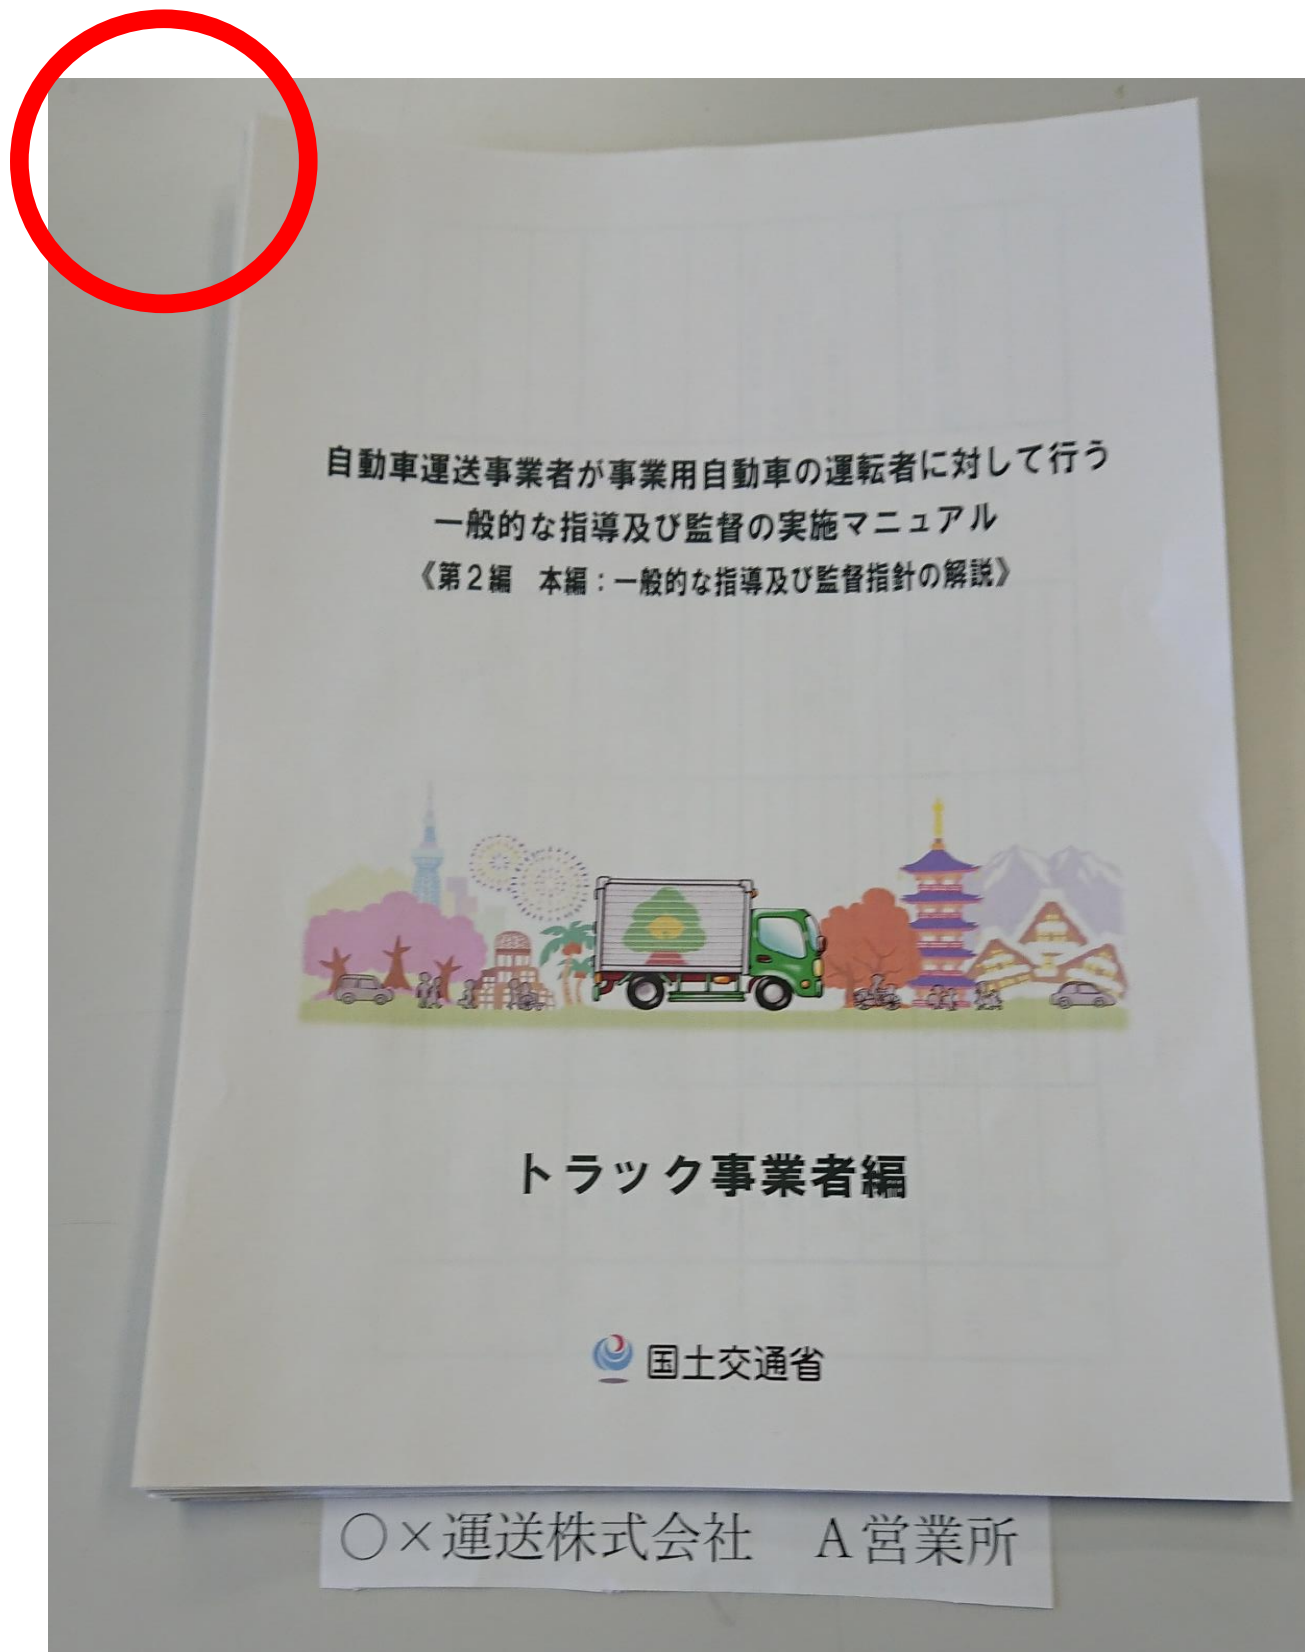 自動車運送事業者が事業用自動車の運転者に対して行う
一般的な指導及び監督の実施マニュアル
《第2編 本編：一般的な指導及び監督指針の解説》
トラック事業者編
国土交通省
○×運送株式会社 A営業所